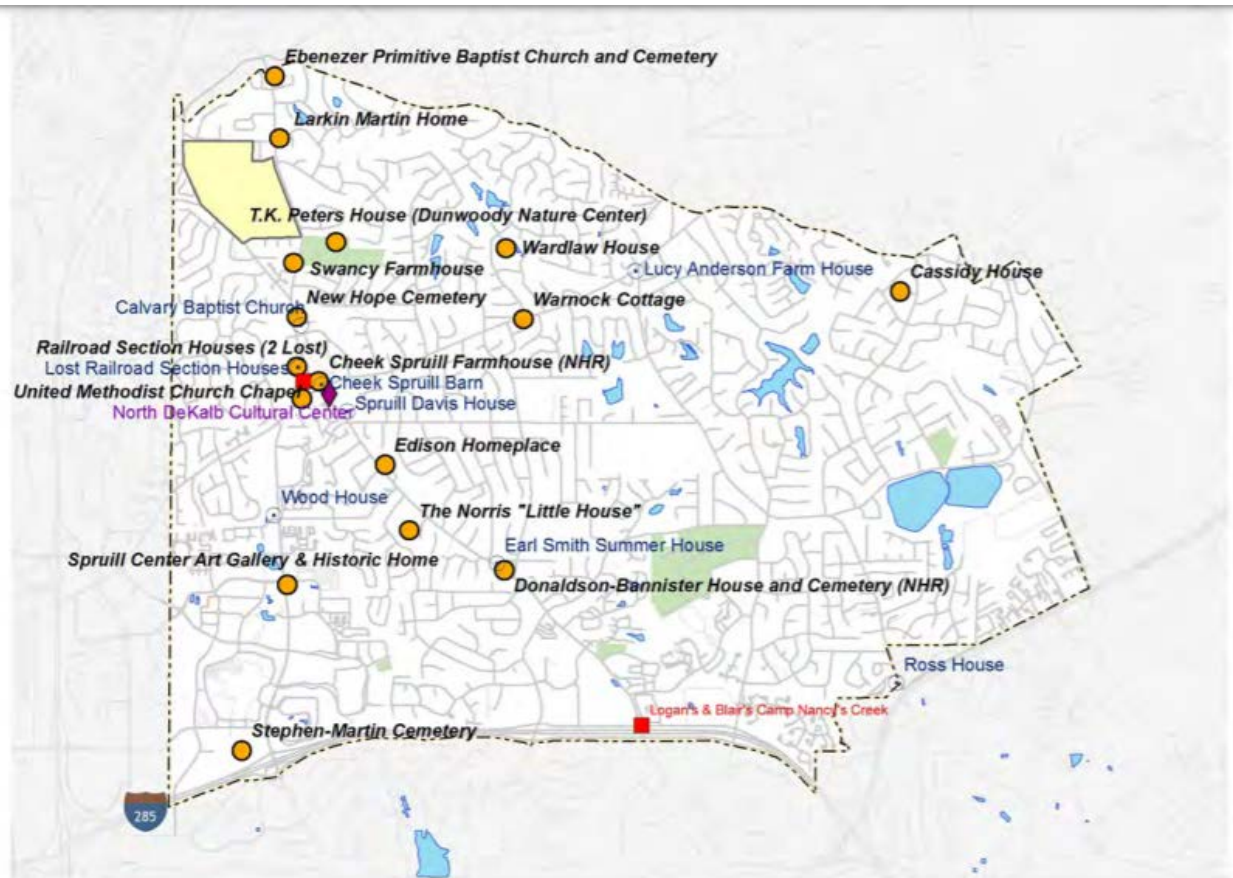 Ebenezer Primitive Baptist Church and Cemetery
Larkin Martin Home
T.K. Peters House (Dunwoody Nature Center)
Wardlaw House
Swancy Farmhouse
Lucy Anderson Farm House
Cassidy House
New Hope Cemetery
Warnock Cottage
Calvary Baptist Church
Railroad Section Houses (2 Lost)
Cheek Spruill Farmhouse (NHR)
Lost Railroad Section Houses
Cheek Spruill Barn
United Methodist Church Chapel
Spruill Davis House
North DeKalb Cultural Center
Edison Homeplace
Wood House
The Norris "Little House"
Earl Smith Summer House
Spruill Center Art Gallery & Historic Home
Donaldson-Bannister House and Cemetery (NHR)
Ross House
Logan's & Blair's Camp Nancy's Creek
Stephen-Martin Cemetery
285